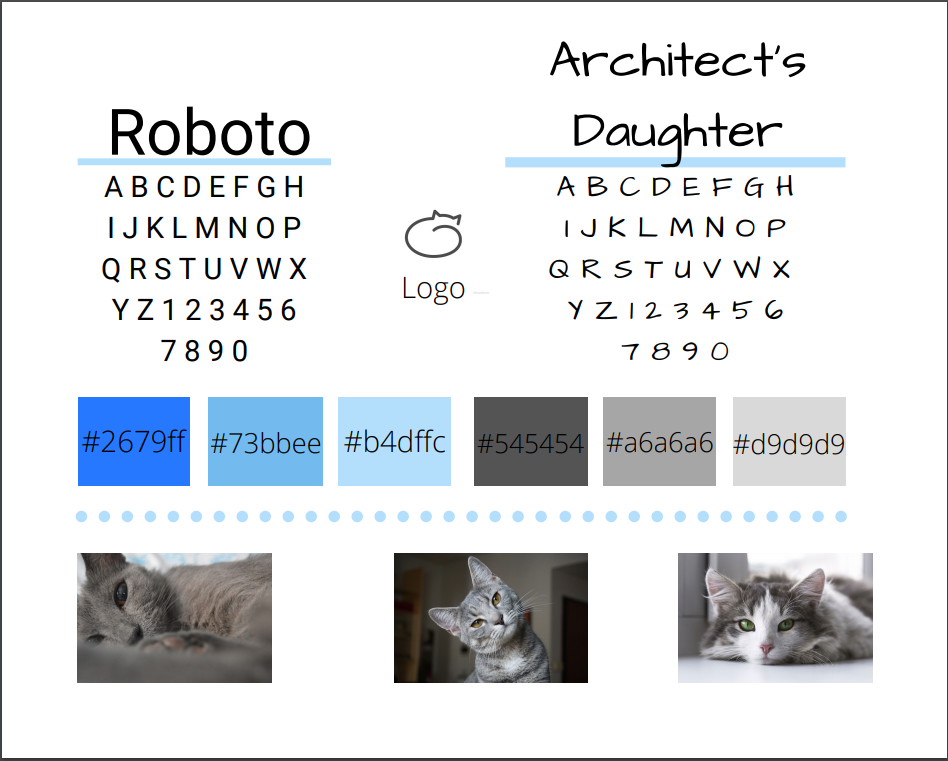 Roboto
A B C D E F G H
I J K L M N O P
Q R S T U V W X
Y Z 1 2 3 4 5 6
7 8 9 0
Logo
Architect's
Daughter
A B C D E F G H
I J K L M N O P
Q R S T U V W X
Y Z 1 2 3 4 5 6
7 8 9 0
#2679ff #73bbee #b4dffc #545454 #a6a6a6 #d9d9d9